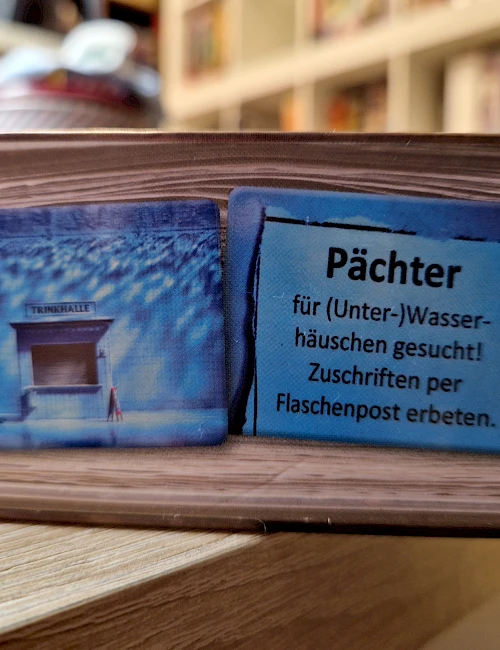 TRINKHALLE
Pächter
für (Unter-)Wasser-
häuschen gesucht!
Zuschriften per
Flaschenpost erbeten.